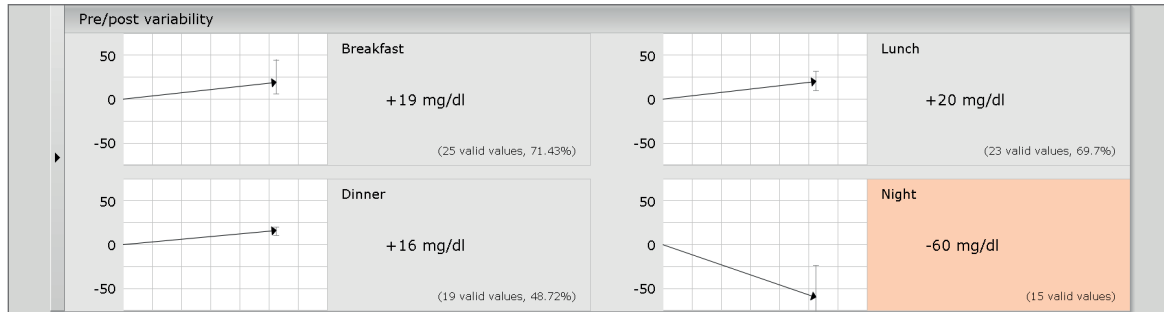 Pre/post variability
50
0
-50
Breakfast
+19 mg/dl
(25 valid values, 71.43%)
50
0
-50
Lunch
+20 mg/dl
(23 valid values, 69.7%)
50
0
-50
Dinner
+16 mg/dl
(19 valid values, 48.72%)
50
0
-50
Night
-60 mg/dl
(15 valid values)